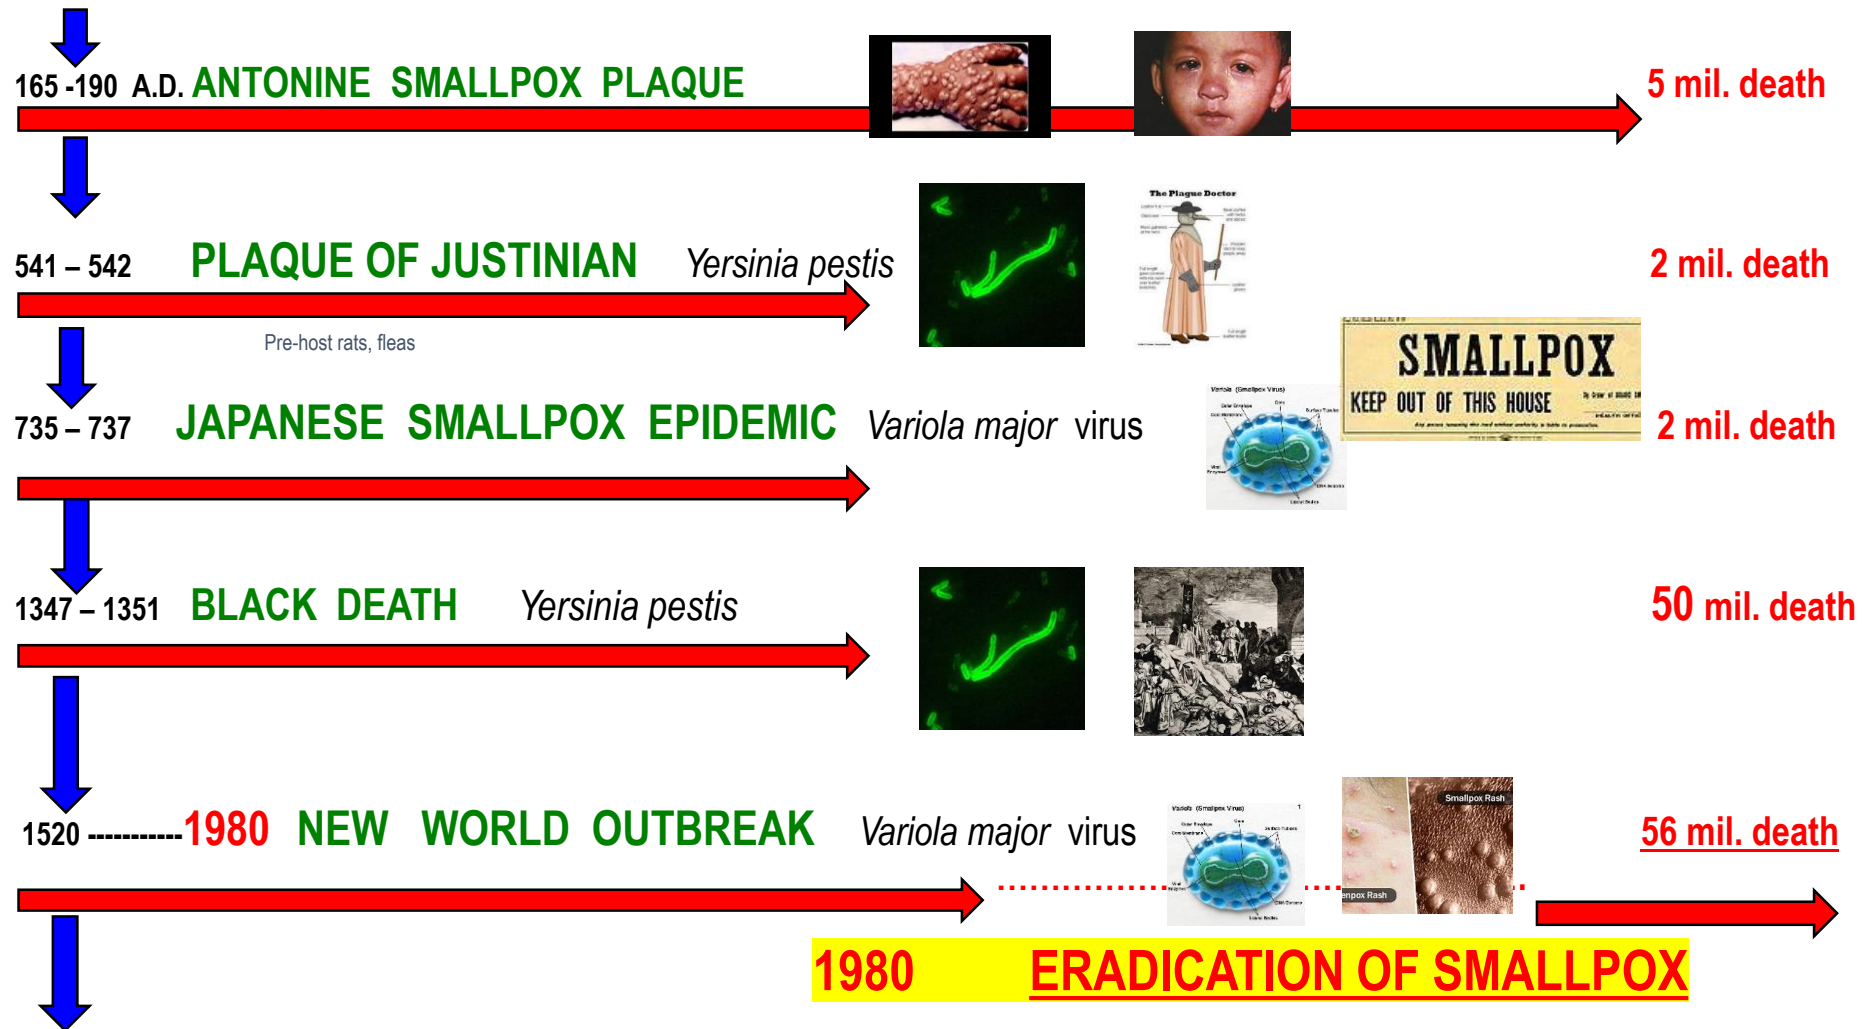 165 -190 A.D. ANTONINE SMALLPOX PLAQUE 5 mil. death
The Plague Doctor
541 – 542 PLAQUE OF JUSTINIAN Yersinia pestis 2 mil. death
Pre-host rats, fleas
SMALLPOX
KEEP OUT OF THIS HOUSE
Variola (Smallpox Virus)
735 – 737 JAPANESE SMALLPOX EPIDEMIC Variola major virus 2 mil. death
1347 – 1351 BLACK DEATH Yersinia pestis 50 mil. death
Smallpox Rash
1520 -----------1980 NEW WORLD OUTBREAK Variola major virus 56 mil. death
Variola (Smallpox Virus)
enpox Rash
1980 ERADICATION OF SMALLPOX